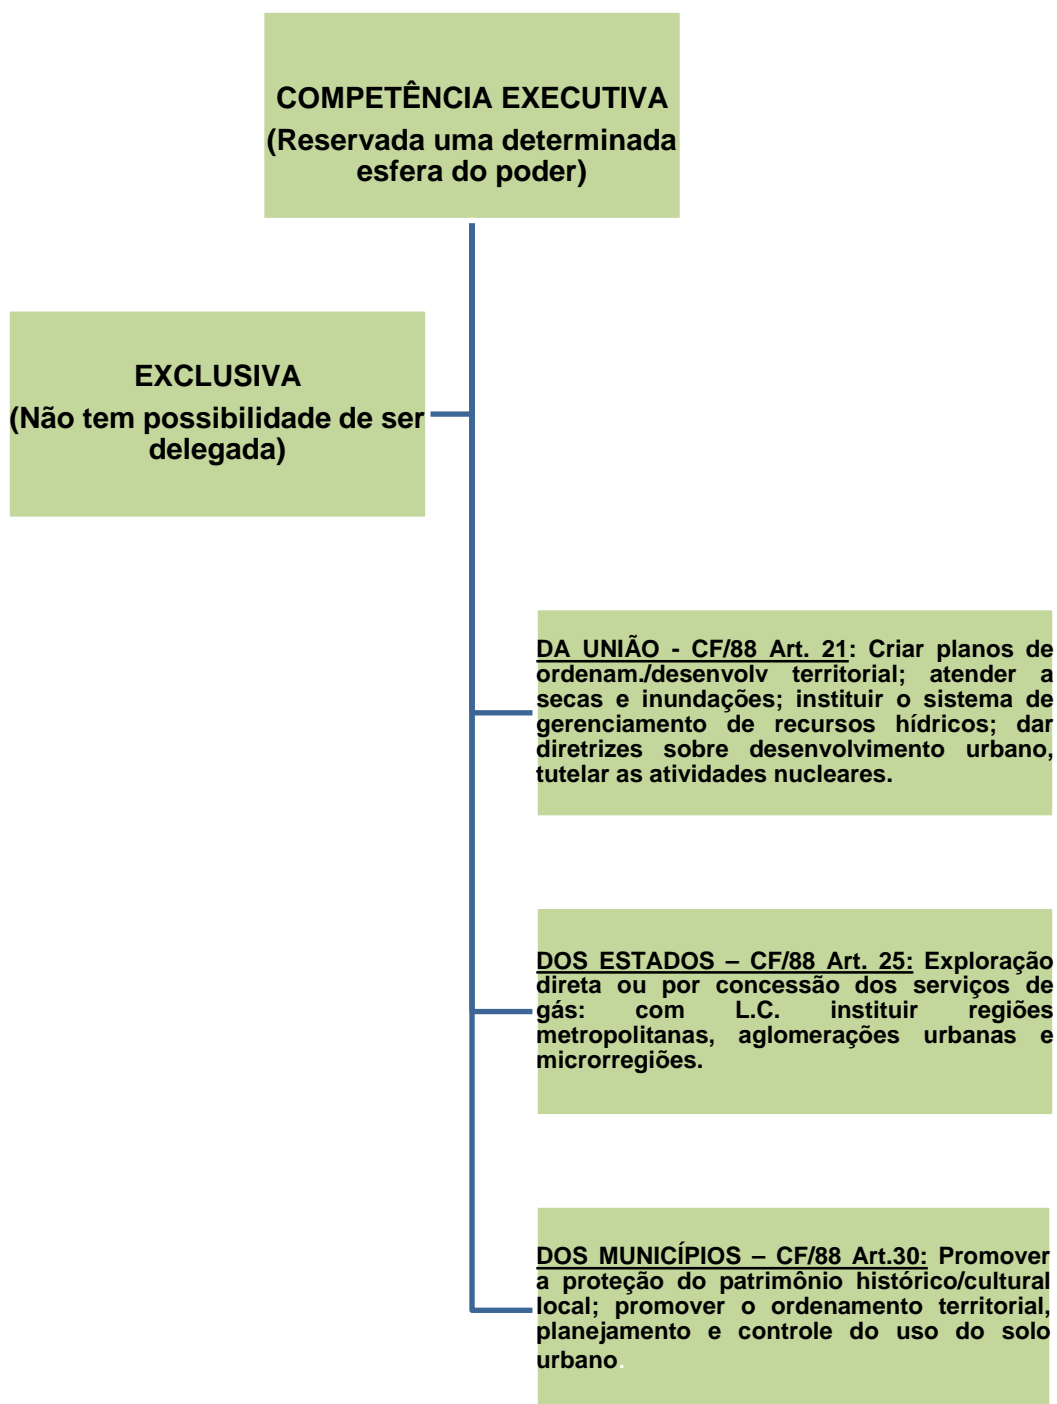 COMPETÊNCIA EXECUTIVA
(Reservada uma determinada
esfera do poder)
EXCLUSIVA
(Não tem possibilidade de ser
delegada)
DA UNIÃO - CF/88 Art. 21: Criar planos de
ordenam./desenvolv territorial; atender a
secas e inundações; instituir o sistema de
gerenciamento de recursos hídricos; dar
diretrizes sobre desenvolvimento urbano,
tutelar as atividades nucleares.
DOS ESTADOS – CF/88 Art. 25: Exploração
direta ou por concessão dos serviços de
gás: com L.C. instituir regiões
metropolitanas, aglomerações urbanas e
microrregiões.
DOS MUNICÍPIOS – CF/88 Art.30: Promover
a proteção do patrimônio histórico/cultural
local; promover o ordenamento territorial,
planejamento e controle do uso do solo
urbano.